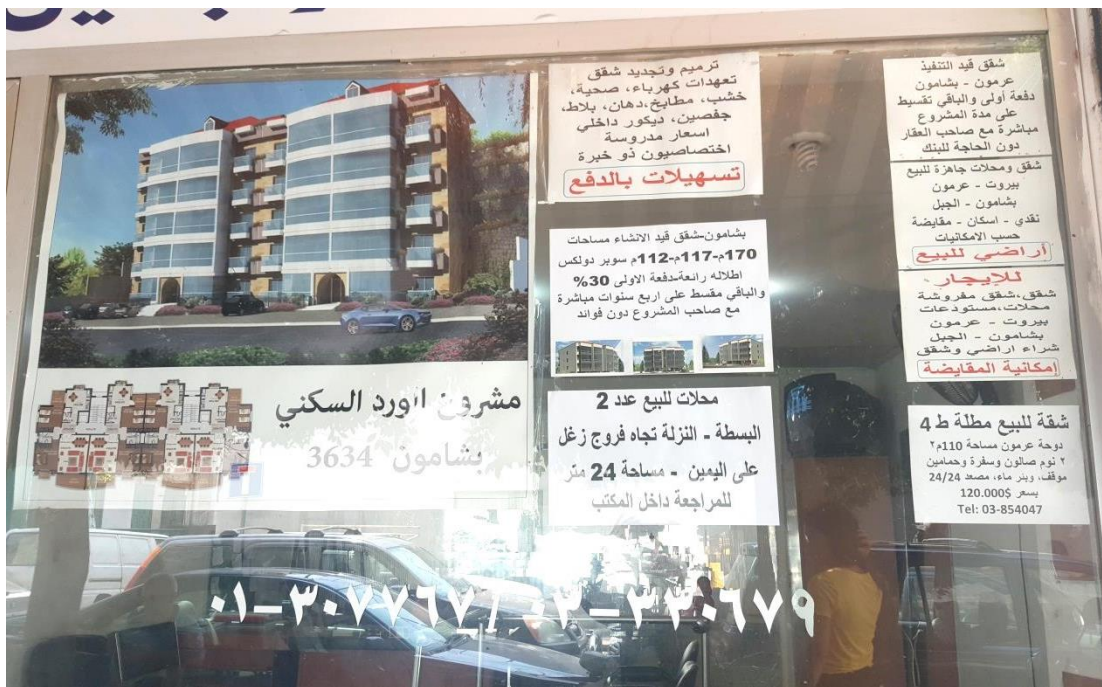 مشروع الورد السكني
بشامون 3634
ترميم وتجديد شقق
تعهدات كهرباء، صحية،
خشب، مطابخ،دهان، بلاط،
جفصين، ديكور داخلي
اسعار مدروسة
اختصاصيون ذو خبرة
تسهيلات بالدفع
بشامون-شقق قيد الانشاء مساحات
170م-117م-112م سوبر دولكس
اطلاله رائعة-دفعة الاولى 30%
والباقي مقسط على اربع سنوات مباشرة
مع صاحب المشروع دون فوائد
محلات للبيع عدد 2
البسطة - النزلة تجاه فروج زغل
على اليمين - مساحة 24 متر
للمراجعة داخل المكتب
شقق قيد التنفيذ
عرمون - بشامون
دفعة أولى والباقي تقسيط
على مدة المشروع
مباشرة مع صاحب العقار
دون الحاجة للبنك
شقق ومحلات جاهزة للبيع
بيروت - عرمون
بشامون - الجبل
نقدي - اسكان - مقايضة
حسب الامكانيات
أراضي للبيع
للإيجار
شقق،شقق مفروشة
محلات،مستودعات
بيروت - عرمون
بشامون - الجبل
شراء اراضي وشقق
إمكانية المقايضة
شقة للبيع مطلة ط 4
دوحة عرمون مساحة 110م٢
٢ نوم صالون وسفرة وحمامين
موقف، وبئر ماء، مصعد 24/24
بسعر 120.000$
Tel: 03-854047
٠١-٣٠٧٧٦٧/ ٠٣-٣٣٠٦٧٩